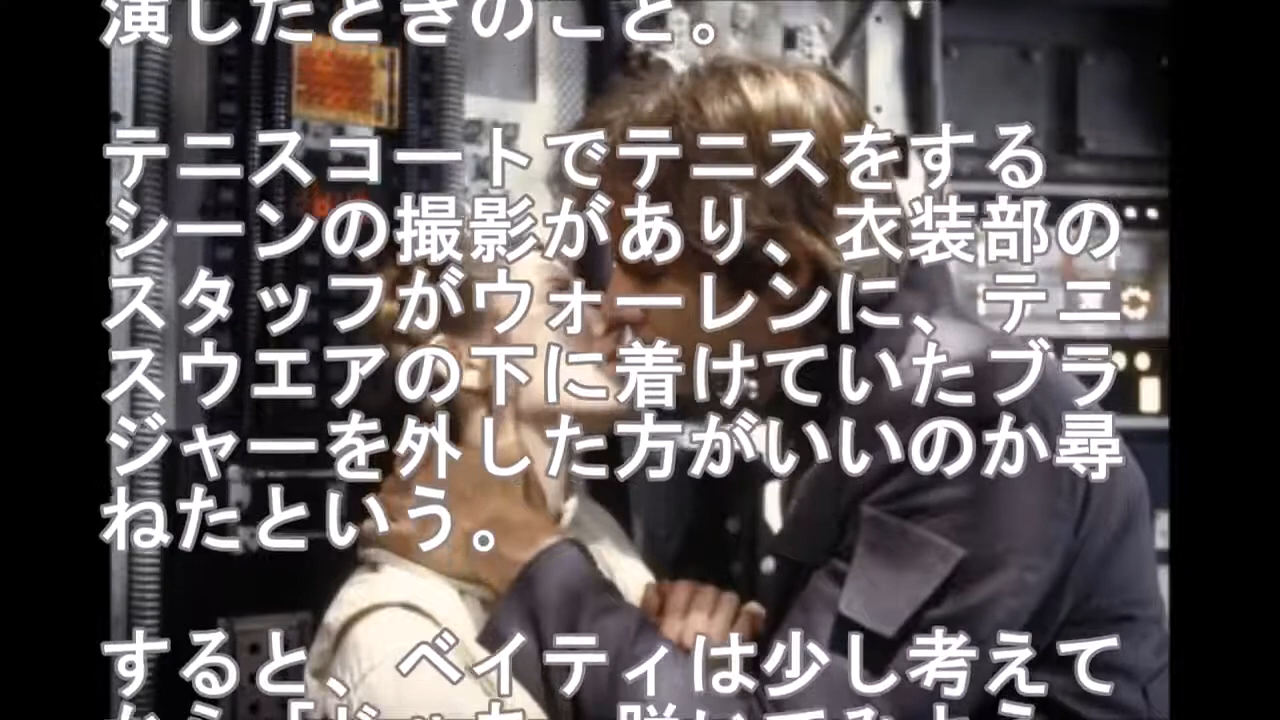 演したときのこと。
テニスコートでテニスをする
シーンの撮影があり、衣装部の
スタッフがウォーレンに、テニ
スウエアの下に着けていたブラ
ジャーを外した方がいいのか尋
ねたという。
すると、ベイティは少し考えて
から「